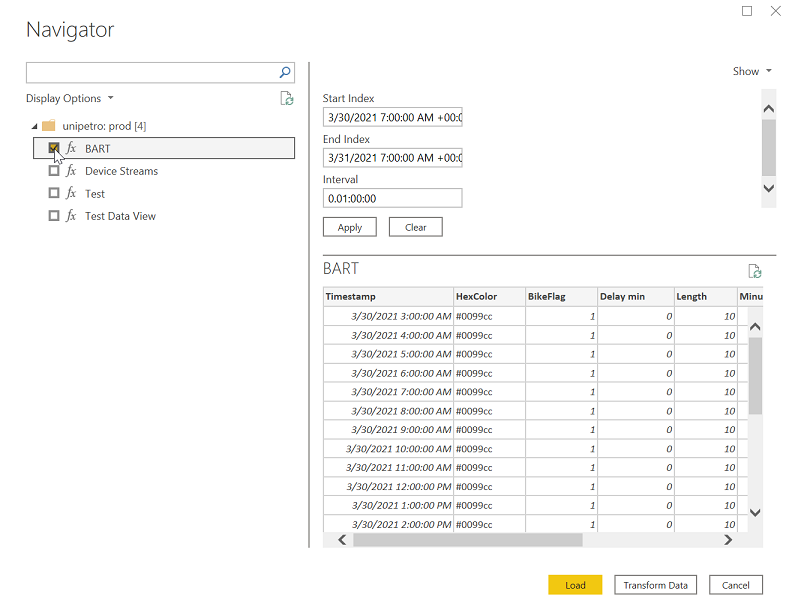 Navigator
Display Options
unipetro: prod [4]
fx BART
fx Device Streams
fx Test
fx Test Data View
Show
Start Index
3/30/2021 7:00:00 AM +00:0
End Index
3/31/2021 7:00:00 AM +00:0
Interval
0.01:00:00
Apply Clear
BART
Timestamp HexColor BikeFlag Delay min Length Minu
3/30/2021 3:00:00 AM #0099cc 1 0 10
3/30/2021 4:00:00 AM #0099cc 1 0 10
3/30/2021 5:00:00 AM #0099cc 1 0 10
3/30/2021 6:00:00 AM #0099cc 1 0 10
3/30/2021 7:00:00 AM #0099cc 1 0 10
3/30/2021 8:00:00 AM #0099cc 1 0 10
3/30/2021 9:00:00 AM #0099cc 1 0 10
3/30/2021 10:00:00 AM #0099cc 1 0 10
3/30/2021 11:00:00 AM #0099cc 1 0 10
3/30/2021 12:00:00 PM #0099cc 1 0 10
3/30/2021 1:00:00 PM #0099cc 1 0 10
3/30/2021 2:00:00 PM #0099cc 1 0 10
Load Transform Data Cancel